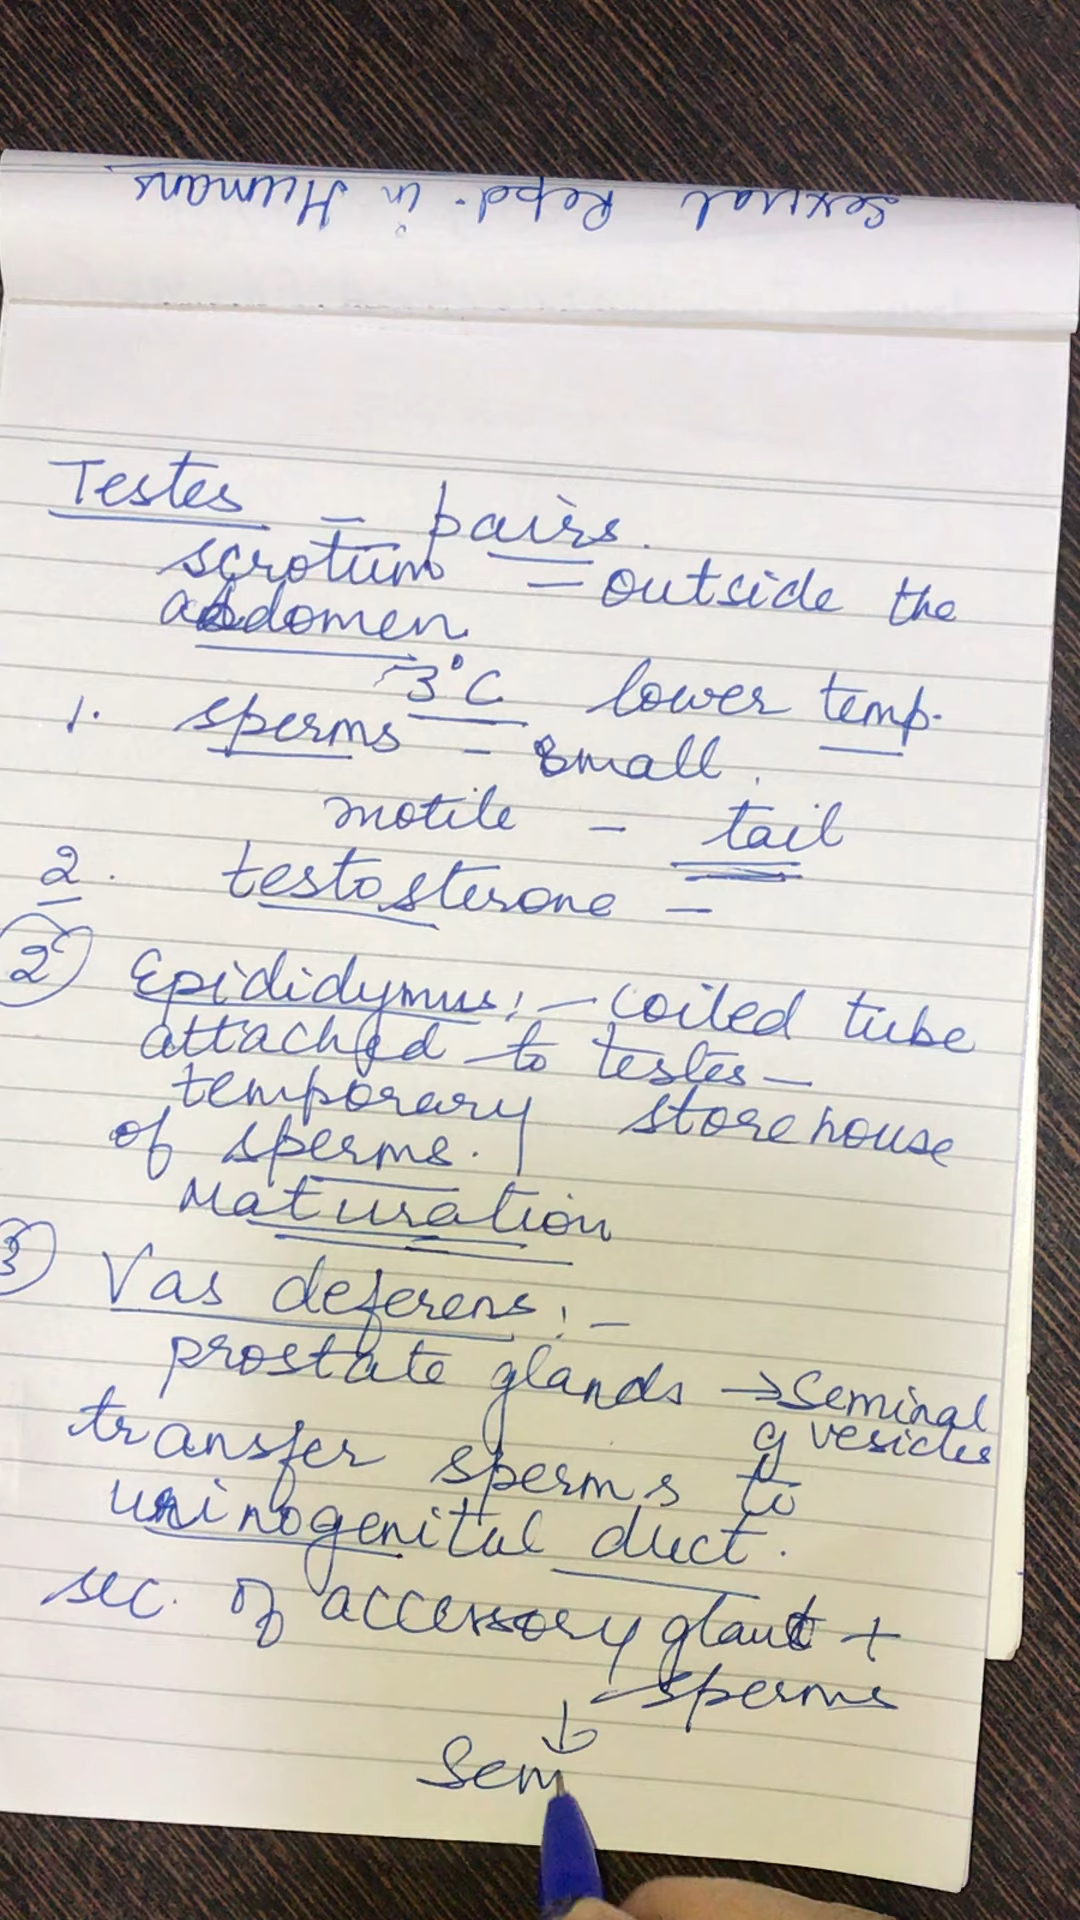 Sexual Repd. in Humans
Testes – pairs.
scrotum = outside the
abdomen
3°C lower temp.
1. sperms – small.
motile – tail
2. testosterone –
2 Epididymus :- coiled tube
attached to testes –
temporary storehouse
of sperms.
Maturation
3 Vas deferens :-
prostate glands → Seminal
vesicles
transfer sperms to
urinogenital duct.
sec. of accessory gland +
sperms
↓
Sem